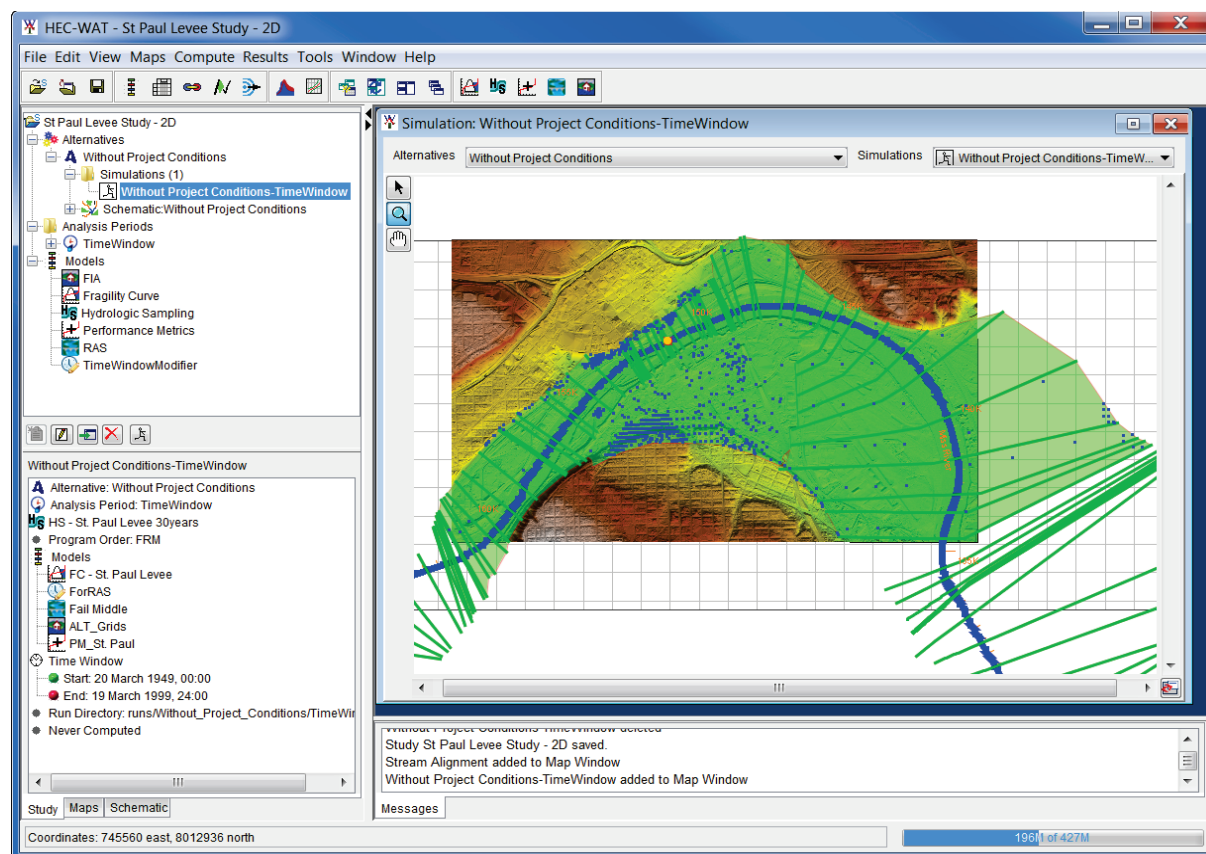 HEC-WAT - St Paul Levee Study - 2D
File Edit View Maps Compute Results Tools Window Help
St Paul Levee Study - 2D
Alternatives
Without Project Conditions
Simulations (1)
Without Project Conditions-TimeWindow
Schematic:Without Project Conditions
Analysis Periods
TimeWindow
Models
FIA
Fragility Curve
Hydrologic Sampling
Performance Metrics
RAS
TimeWindowModifier
Without Project Conditions-TimeWindow
Alternative: Without Project Conditions
Analysis Period: TimeWindow
HS - St. Paul Levee 30years
Program Order: FRM
Models
FC - St. Paul Levee
ForRAS
Fail Middle
ALT_Grids
PM_St. Paul
Time Window
Start: 20 March 1949, 00:00
End: 19 March 1999, 24:00
Run Directory: runs/Without_Project_Conditions/TimeWir
Never Computed
Study Maps Schematic
Simulation: Without Project Conditions-TimeWindow
Alternatives Without Project Conditions Simulations Without Project Conditions-TimeW...
Without Project Conditions-TimeWindow deleted
Study St Paul Levee Study - 2D saved.
Stream Alignment added to Map Window
Without Project Conditions-TimeWindow added to Map Window
Messages
Coordinates: 745560 east, 8012936 north
196M of 427M